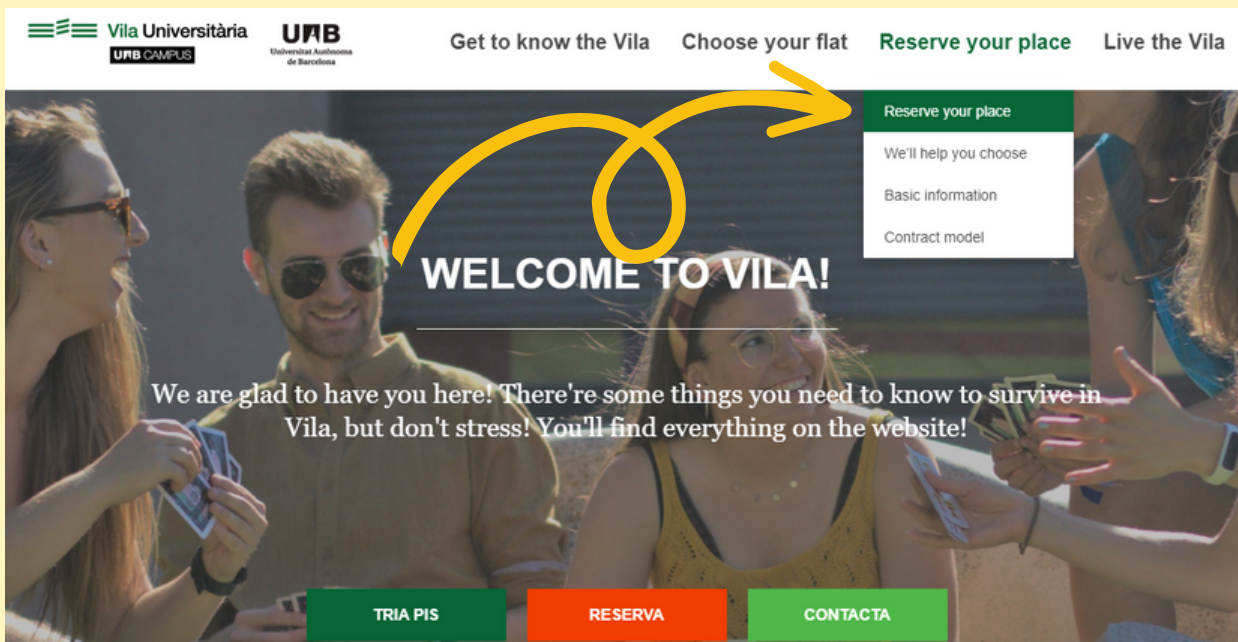 Vila Universitària
UAB CAMPUS
UAB
Universitat Autònoma
de Barcelona
Get to know the Vila Choose your flat Reserve your place Live the Vila
Reserve your place
We'll help you choose
Basic information
Contract model
WELCOME TO VILA!
We are glad to have you here! There're some things you need to know to survive in
Vila, but don't stress! You'll find everything on the website!
TRIA PIS RESERVA CONTACTA